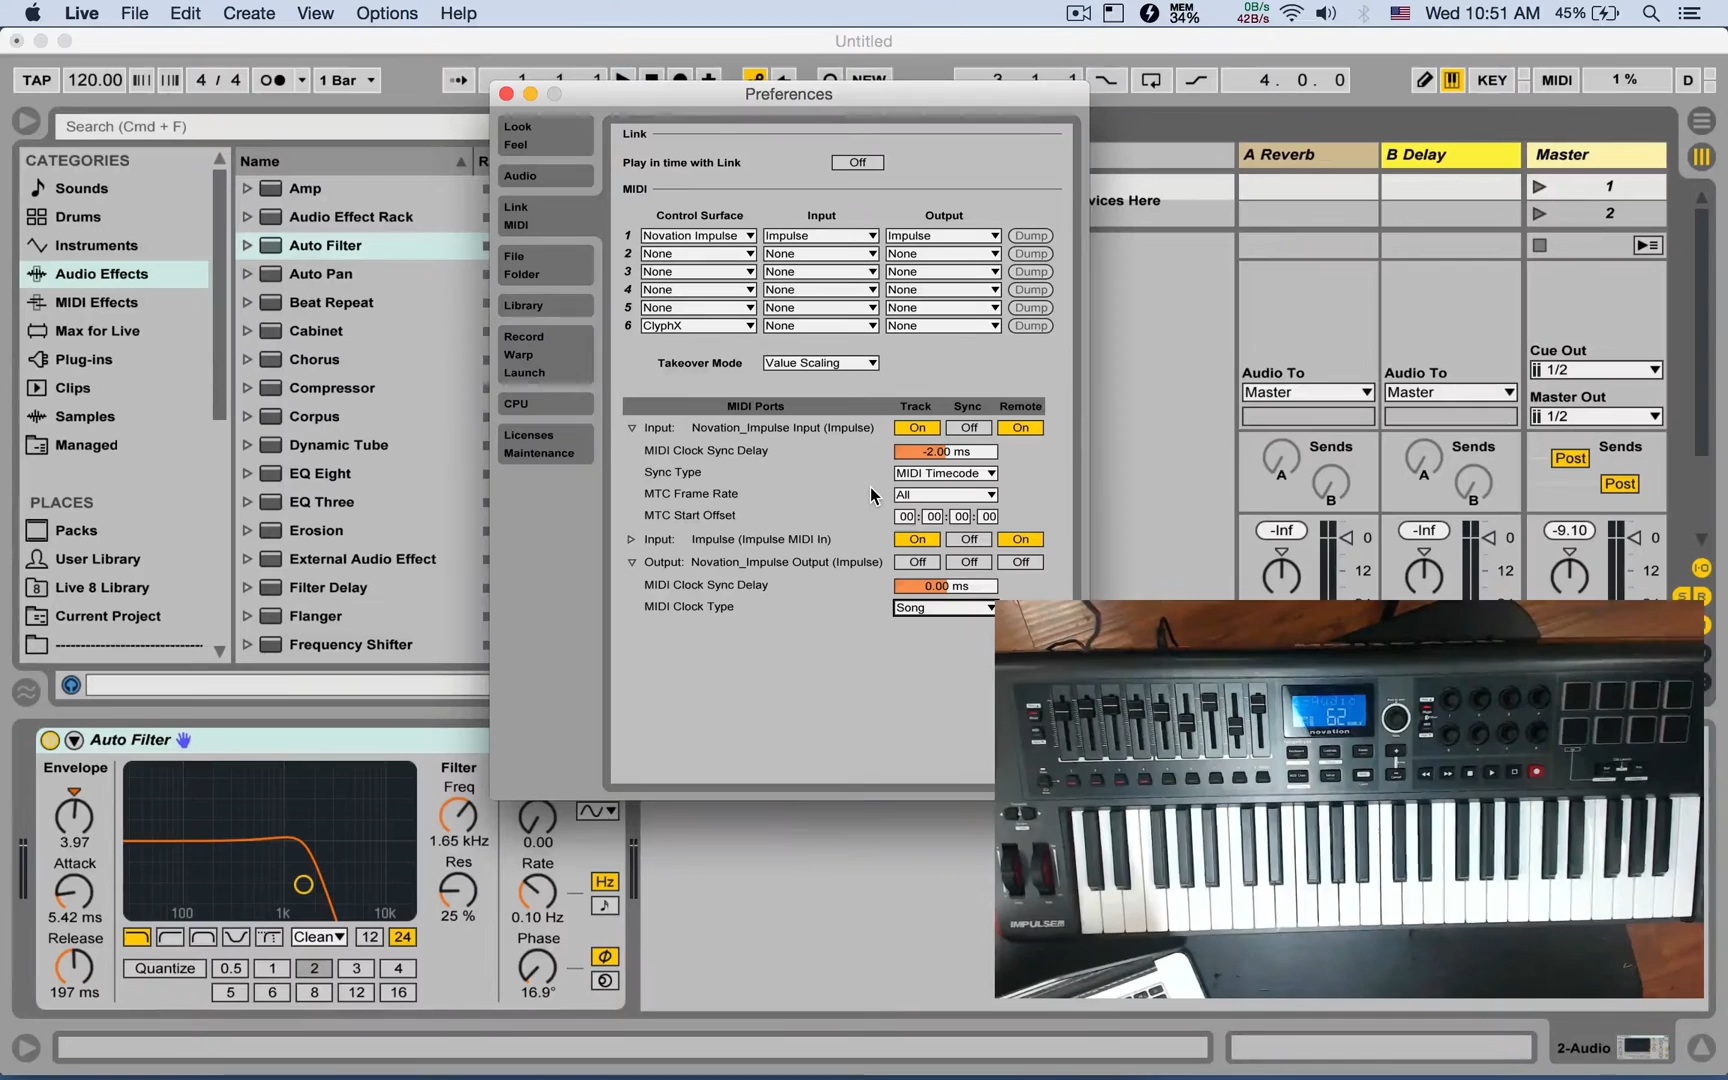 Live File Edit Create View Options Help MEM 34% 0B/s 42B/s Wed 10:51 AM 45%
Untitled
TAP 120.00 4 / 4 1 Bar 1 1 1 NEW 3 1 1 4. 0. 0 KEY MIDI 1 % D
Preferences
Search (Cmd + F)
CATEGORIES
Sounds
Drums
Instruments
Audio Effects
MIDI Effects
Max for Live
Plug-ins
Clips
Samples
Managed
PLACES
Packs
User Library
Live 8 Library
Current Project
------------------------------
Name R
Amp
Audio Effect Rack
Auto Filter
Auto Pan
Beat Repeat
Cabinet
Chorus
Compressor
Corpus
Dynamic Tube
EQ Eight
EQ Three
Erosion
External Audio Effect
Filter Delay
Flanger
Frequency Shifter
Look
Feel
Audio
Link
MIDI
File
Folder
Library
Record
Warp
Launch
CPU
Licenses
Maintenance
Link
Play in time with Link Off
MIDI
Control Surface Input Output
1 Novation Impulse Impulse Impulse Dump
2 None None None Dump
3 None None None Dump
4 None None None Dump
5 None None None Dump
6 ClyphX None None Dump
Takeover Mode Value Scaling
MIDI Ports Track Sync Remote
Input: Novation_Impulse Input (Impulse) On Off On
MIDI Clock Sync Delay -2.00 ms
Sync Type MIDI Timecode
MTC Frame Rate All
MTC Start Offset 00:00:00:00
Input: Impulse (Impulse MIDI In) On Off On
Output: Novation_Impulse Output (Impulse) Off Off Off
MIDI Clock Sync Delay 0.00 ms
MIDI Clock Type Song
A Reverb B Delay Master
vices Here
1
2
Cue Out
1/2
Audio To Audio To Master Out
Master Master 1/2
Sends Sends Sends
A B A B Post Post
-Inf 0 -Inf 0 -9.10 0
12 12 12
I·O
S R
Auto Filter
Envelope
3.97
Attack
5.42 ms
Release
197 ms
100 1k 10k
Clean 12 24
Quantize 0.5 1 2 3 4
5 6 8 12 16
Filter
Freq
1.65 kHz
Res
25 %
0.00
Rate
Hz
0.10 Hz
Phase
16.9°
62
novation
IMPULSE
2-Audio